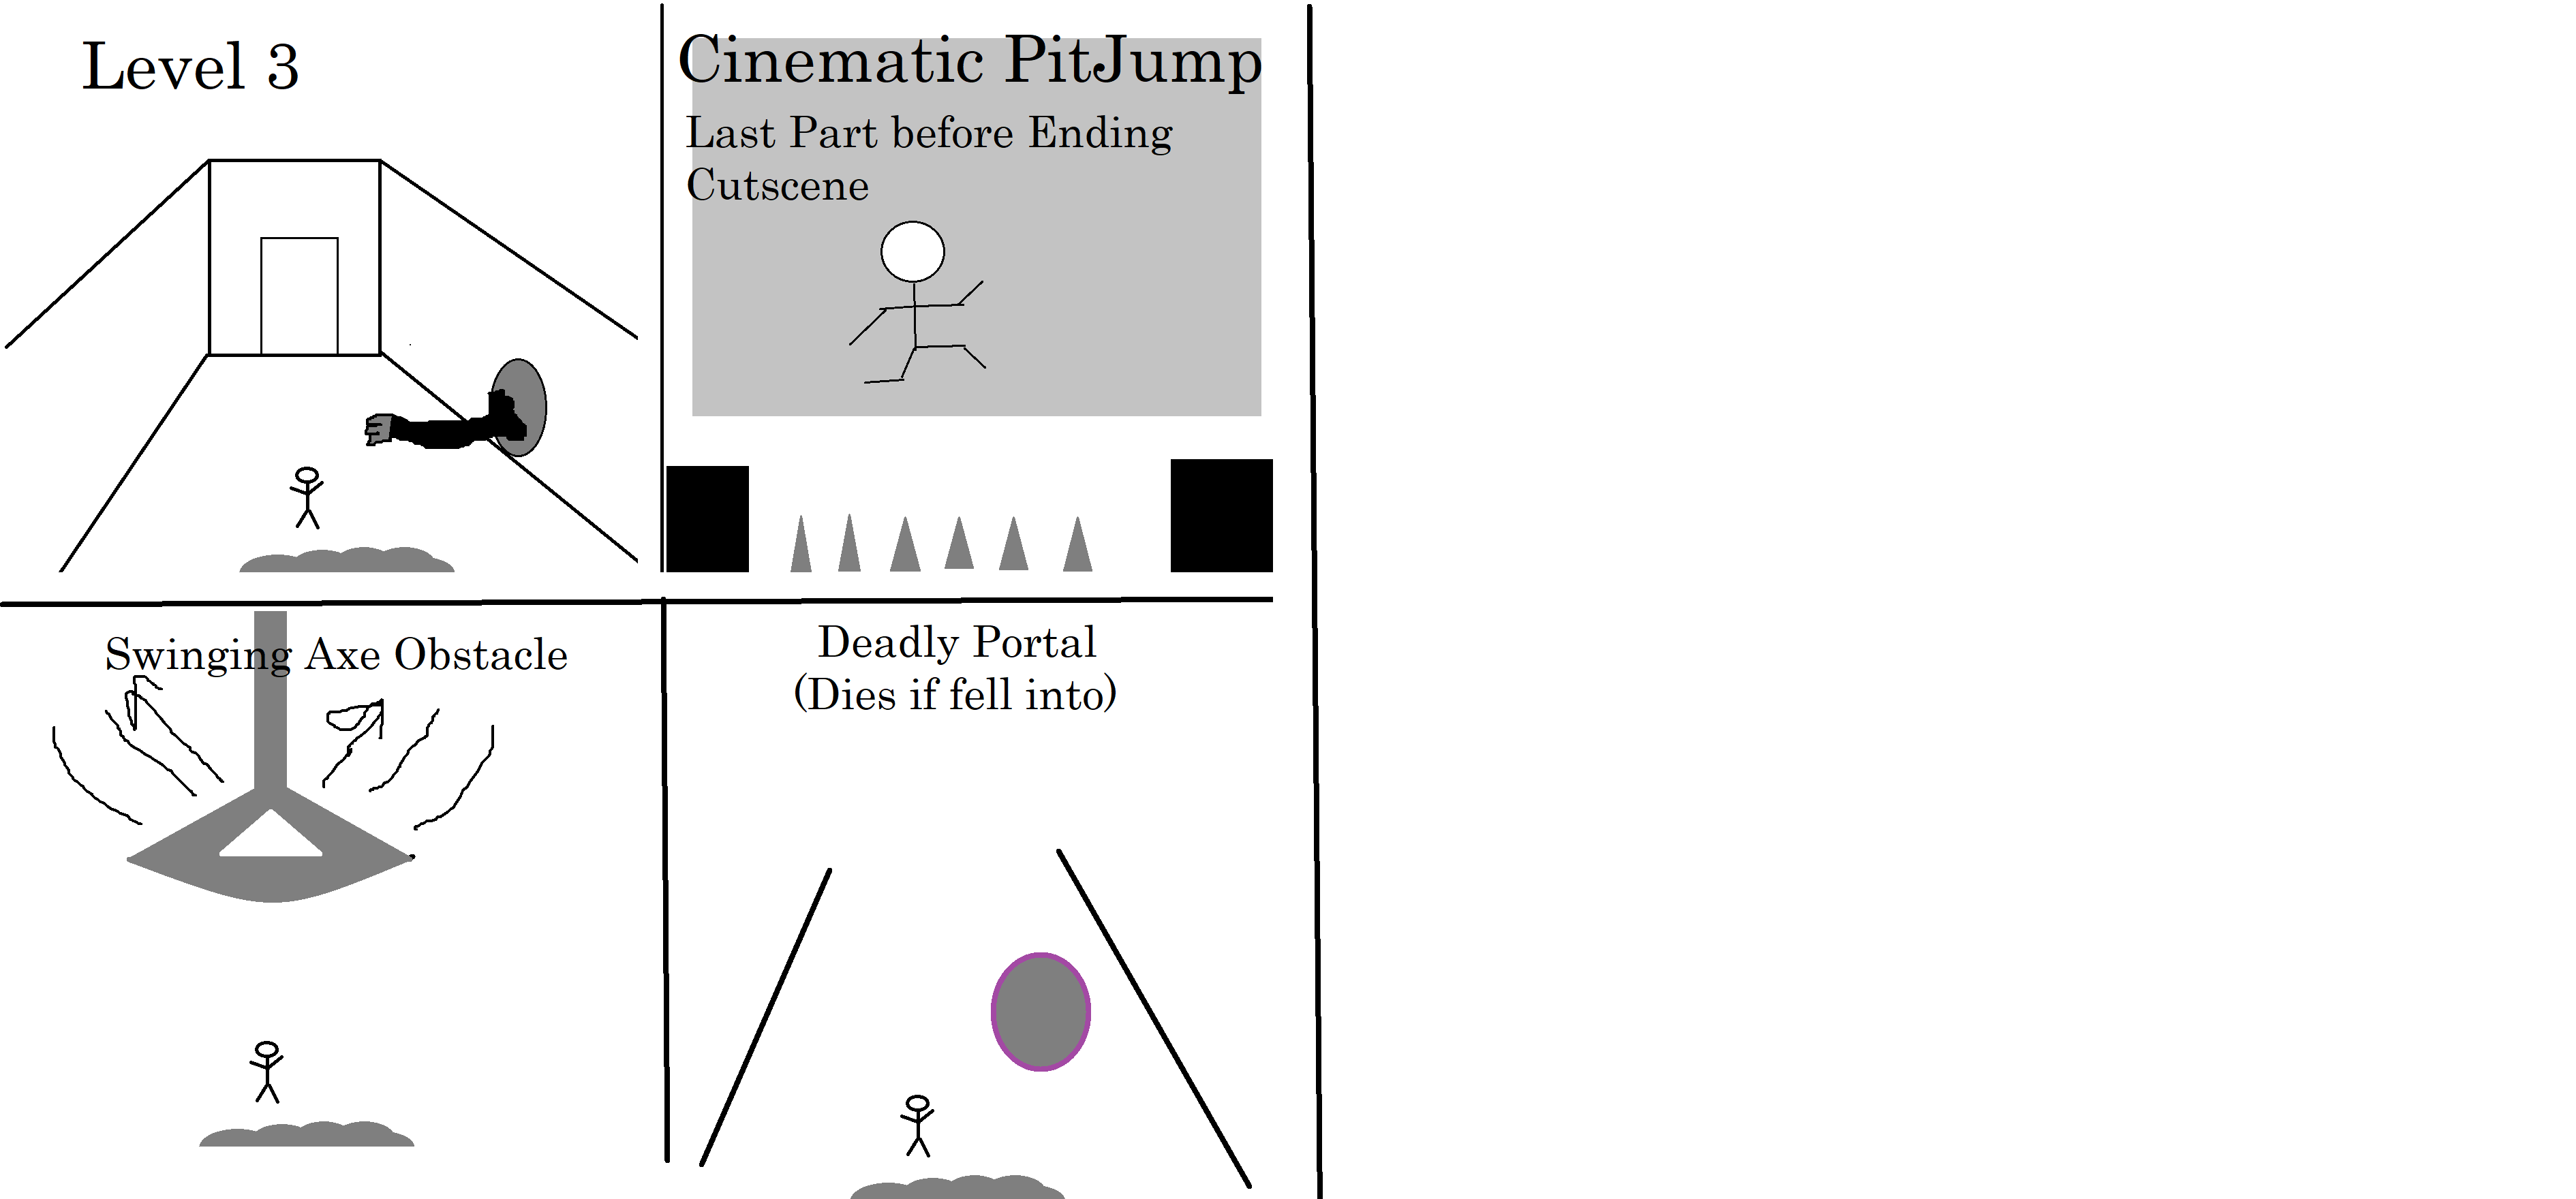 Level 3
Cinematic PitJump
Last Part before Ending
Cutscene
Swinging Axe Obstacle
Deadly Portal
(Dies if fell into)